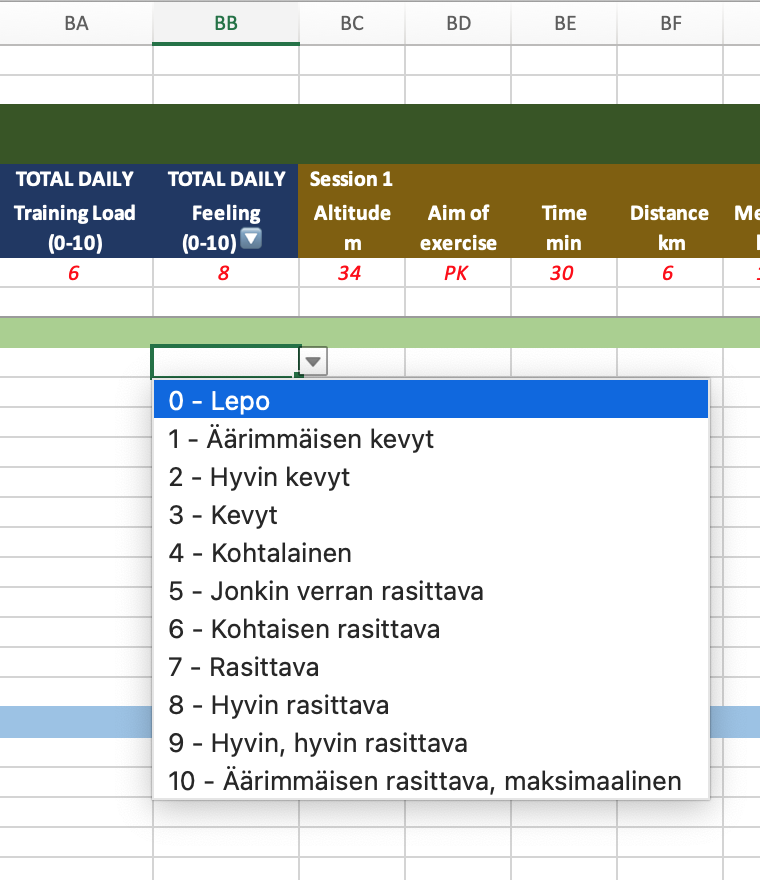 BA BB BC BD BE BF
TOTAL DAILY TOTAL DAILY Session 1
Training Load Feeling Altitude Aim of Time Distance
(0-10) (0-10) m exercise min km
6 8 34 PK 30 6
0 - Lepo
1 - Äärimmäisen kevyt
2 - Hyvin kevyt
3 - Kevyt
4 - Kohtalainen
5 - Jonkin verran rasittava
6 - Kohtaisen rasittava
7 - Rasittava
8 - Hyvin rasittava
9 - Hyvin, hyvin rasittava
10 - Äärimmäisen rasittava, maksimaalinen